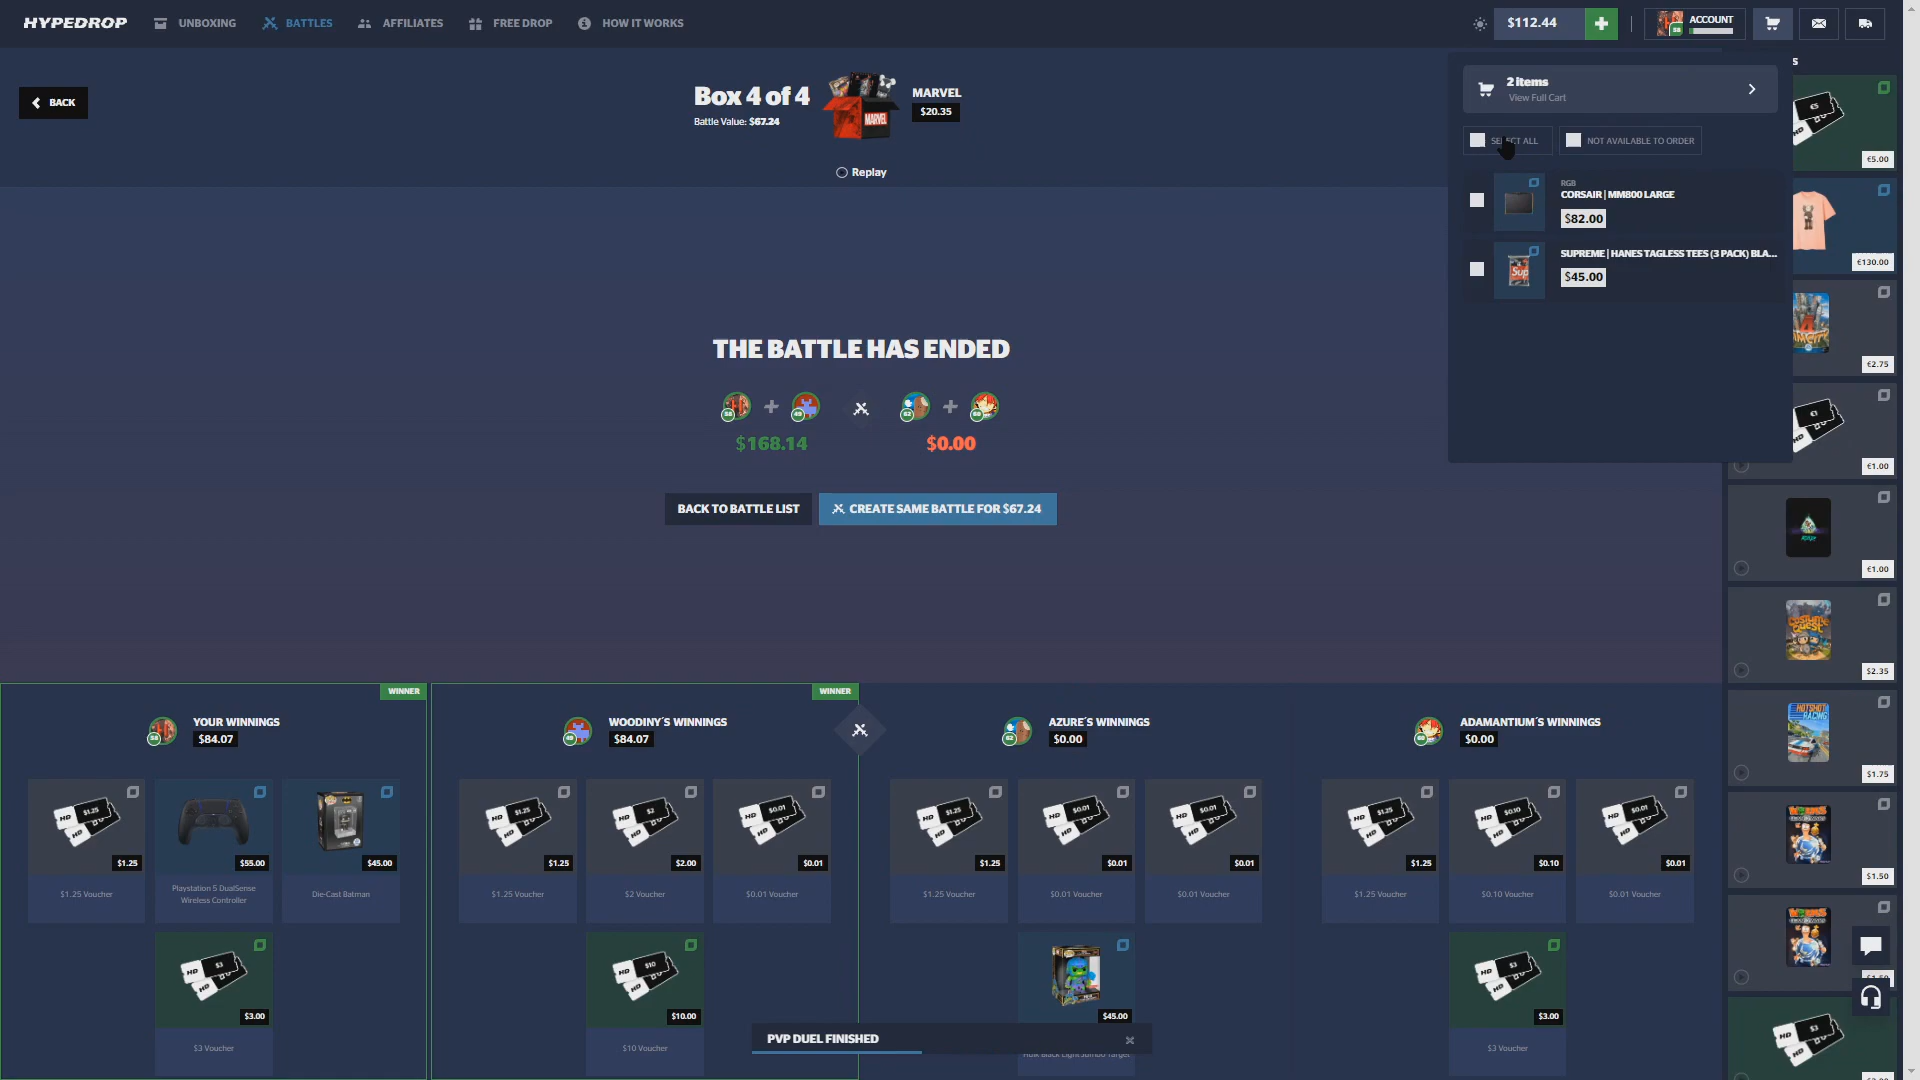 HYPEDROP
UNBOXING
BATTLES
AFFILIATES
FREE DROP
HOW IT WORKS
$112.44
ACCOUNT
BACK
Box 4 of 4
Battle Value: $67.24
MARVEL
$20.35
Replay
2 items
View Full Cart
SELECT ALL
NOT AVAILABLE TO ORDER
RGB
CORSAIR | MM800 LARGE
$82.00
SUPREME | HANES TAGLESS TEES (3 PACK) BLA...
$45.00
THE BATTLE HAS ENDED
$168.14
$0.00
BACK TO BATTLE LIST
CREATE SAME BATTLE FOR $67.24
€5.00
€130.00
€2.75
€1.00
€1.00
$2.35
$1.75
$1.50
WINNER
YOUR WINNINGS
$84.07
$1.25
$1.25 Voucher
$55.00
Playstation 5 DualSense
Wireless Controller
$45.00
Die-Cast Batman
$3.00
$3 Voucher
WINNER
WOODINY´S WINNINGS
$84.07
$1.25
$1.25 Voucher
$2.00
$2 Voucher
$0.01
$0.01 Voucher
$10.00
$10 Voucher
AZURE´S WINNINGS
$0.00
$1.25
$1.25 Voucher
$0.01
$0.01 Voucher
$0.01
$0.01 Voucher
$45.00
ADAMANTIUM´S WINNINGS
$0.00
$1.25
$1.25 Voucher
$0.10
$0.10 Voucher
$0.01
$0.01 Voucher
$3.00
$3 Voucher
PVP DUEL FINISHED